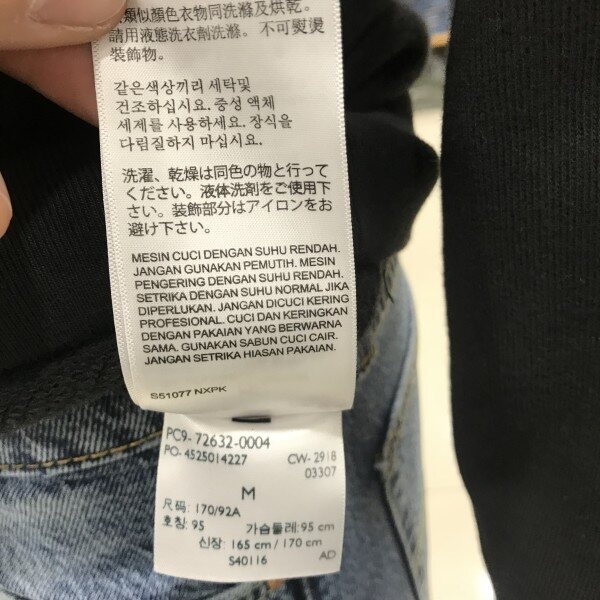 類似顏色衣物同洗滌及烘乾。
請用液態洗衣劑洗滌。 不可熨燙
裝飾物。
같은색상끼리 세탁및
건조하십시요. 중성 액체
세제를 사용하세요. 장식을
다림질하지 마십시요.
洗濯、乾燥は同色の物と行って
ください。液体洗剤をご使用下
さい。装飾部分はアイロンをお
避け下さい。
MESIN CUCI DENGAN SUHU RENDAH.
JANGAN GUNAKAN PEMUTIH. MESIN
PENGERING DENGAN SUHU RENDAH.
SETRIKA DENGAN SUHU NORMAL JIKA
DIPERLUKAN. JANGAN DICUCI KERING
PROFESIONAL. CUCI DAN KERINGKAN
DENGAN PAKAIAN YANG BERWARNA
SAMA. GUNAKAN SABUN CUCI CAIR.
JANGAN SETRIKA HIASAN PAKAIAN.
S51077 NXPK
PC9- 72632-0004
PO- 4525014227 CW- 2918
03307
M
尺码: 170/92A
호칭: 95 가슴둘레: 95 cm
신장: 165 cm / 170 cm
S40116 AD